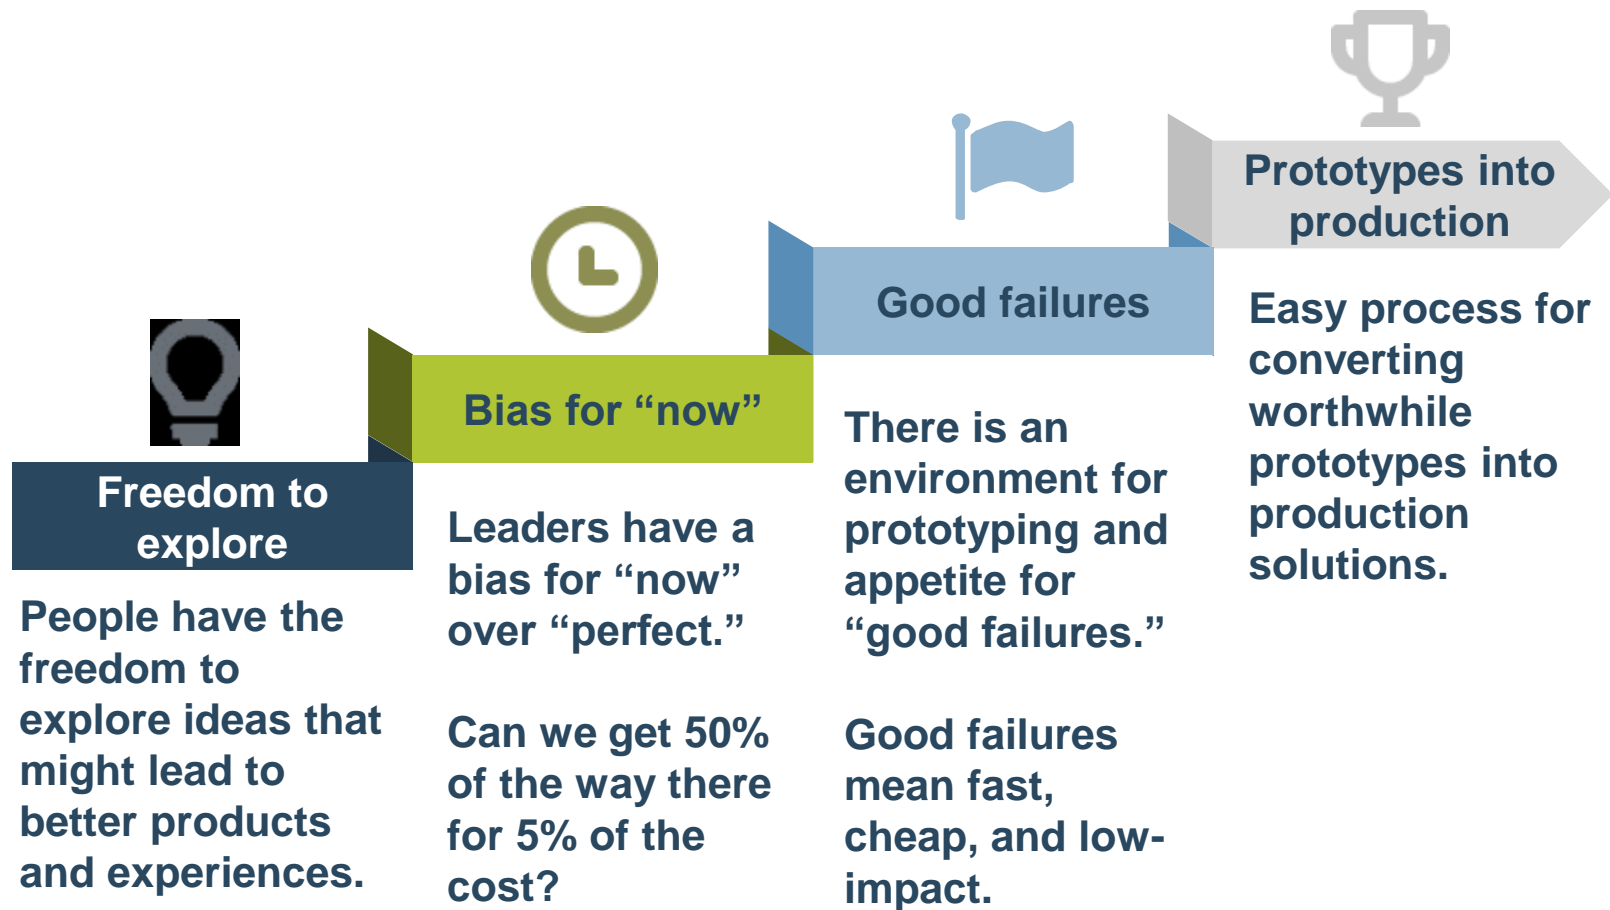 Freedom to
explore
People have the
freedom to
explore ideas that
might lead to
better products
and experiences.
Bias for “now”
Leaders have a
bias for “now”
over “perfect.”
Can we get 50%
of the way there
for 5% of the
cost?
Good failures
There is an
environment for
prototyping and
appetite for
“good failures.”
Good failures
mean fast,
cheap, and low-
impact.
Prototypes into
production
Easy process for
converting
worthwhile
prototypes into
production
solutions.